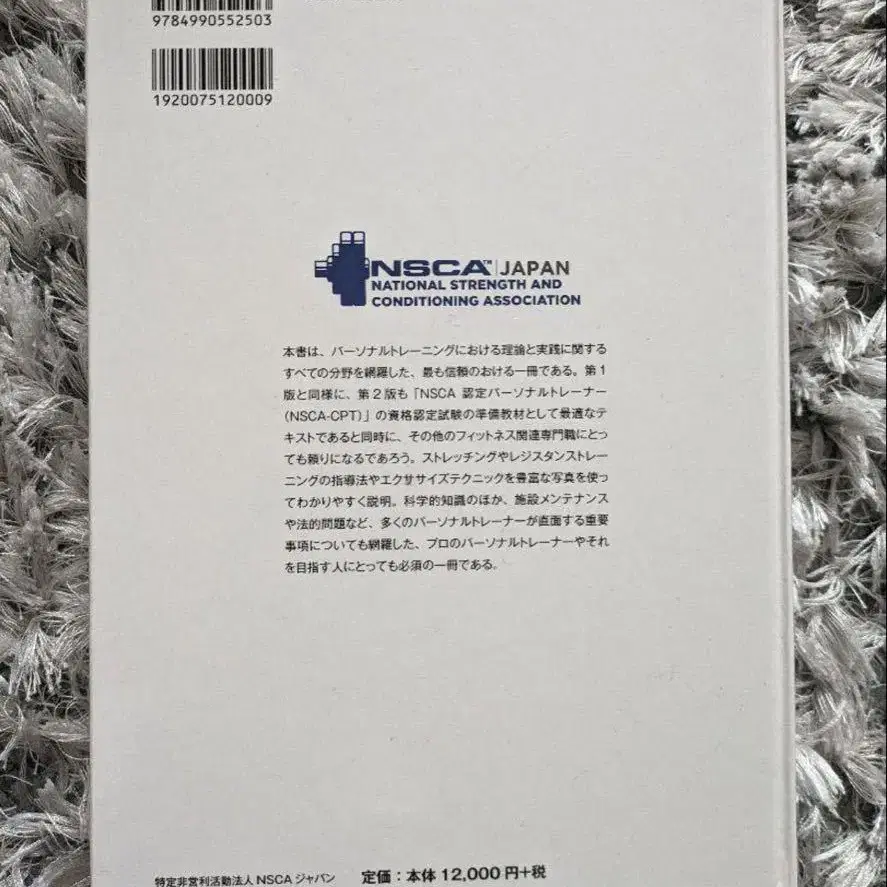 9784990552503
1920075120009
NSCA™ JAPAN
NATIONAL STRENGTH AND
CONDITIONING ASSOCIATION
本書は、パーソナルトレーニングにおける理論と実践に関する
すべての分野を網羅した、最も信頼のおける一冊である。第1
版と同様に、第2版も「NSCA 認定パーソナルトレーナー
(NSCA-CPT)」の資格認定試験の準備教材として最適なテ
キストであると同時に、その他のフィットネス関連専門職にとっ
ても頼りになるであろう。ストレッチングやレジスタンストレー
ニングの指導法やエクササイズテクニックを豊富な写真を使っ
てわかりやすく説明。科学的知識のほか、施設メンテナンス
や法的問題など、多くのパーソナルトレーナーが直面する重要
事項についても網羅した、プロのパーソナルトレーナーやそれ
を目指す人にとっても必須の一冊である。
特定非営利活動法人 NSCA ジャパン 定価：本体 12,000 円+税